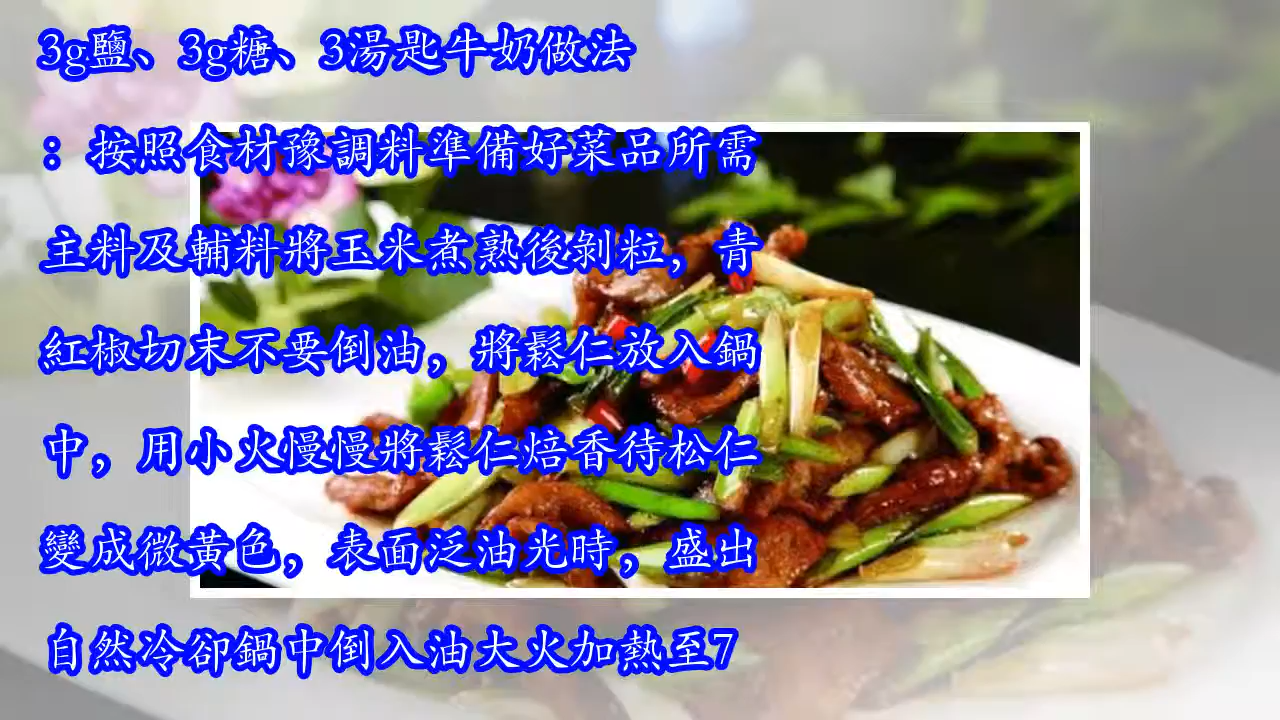 3g鹽、3g糖、3湯匙牛奶做法
：按照食材豫調料準備好菜品所需
主料及輔料將玉米煮熟後剝粒，青
紅椒切末不要倒油，將鬆仁放入鍋
中，用小火慢慢將鬆仁焙香待松仁
變成微黃色，表面泛油光時，盛出
自然冷卻鍋中倒入油大火加熱至7